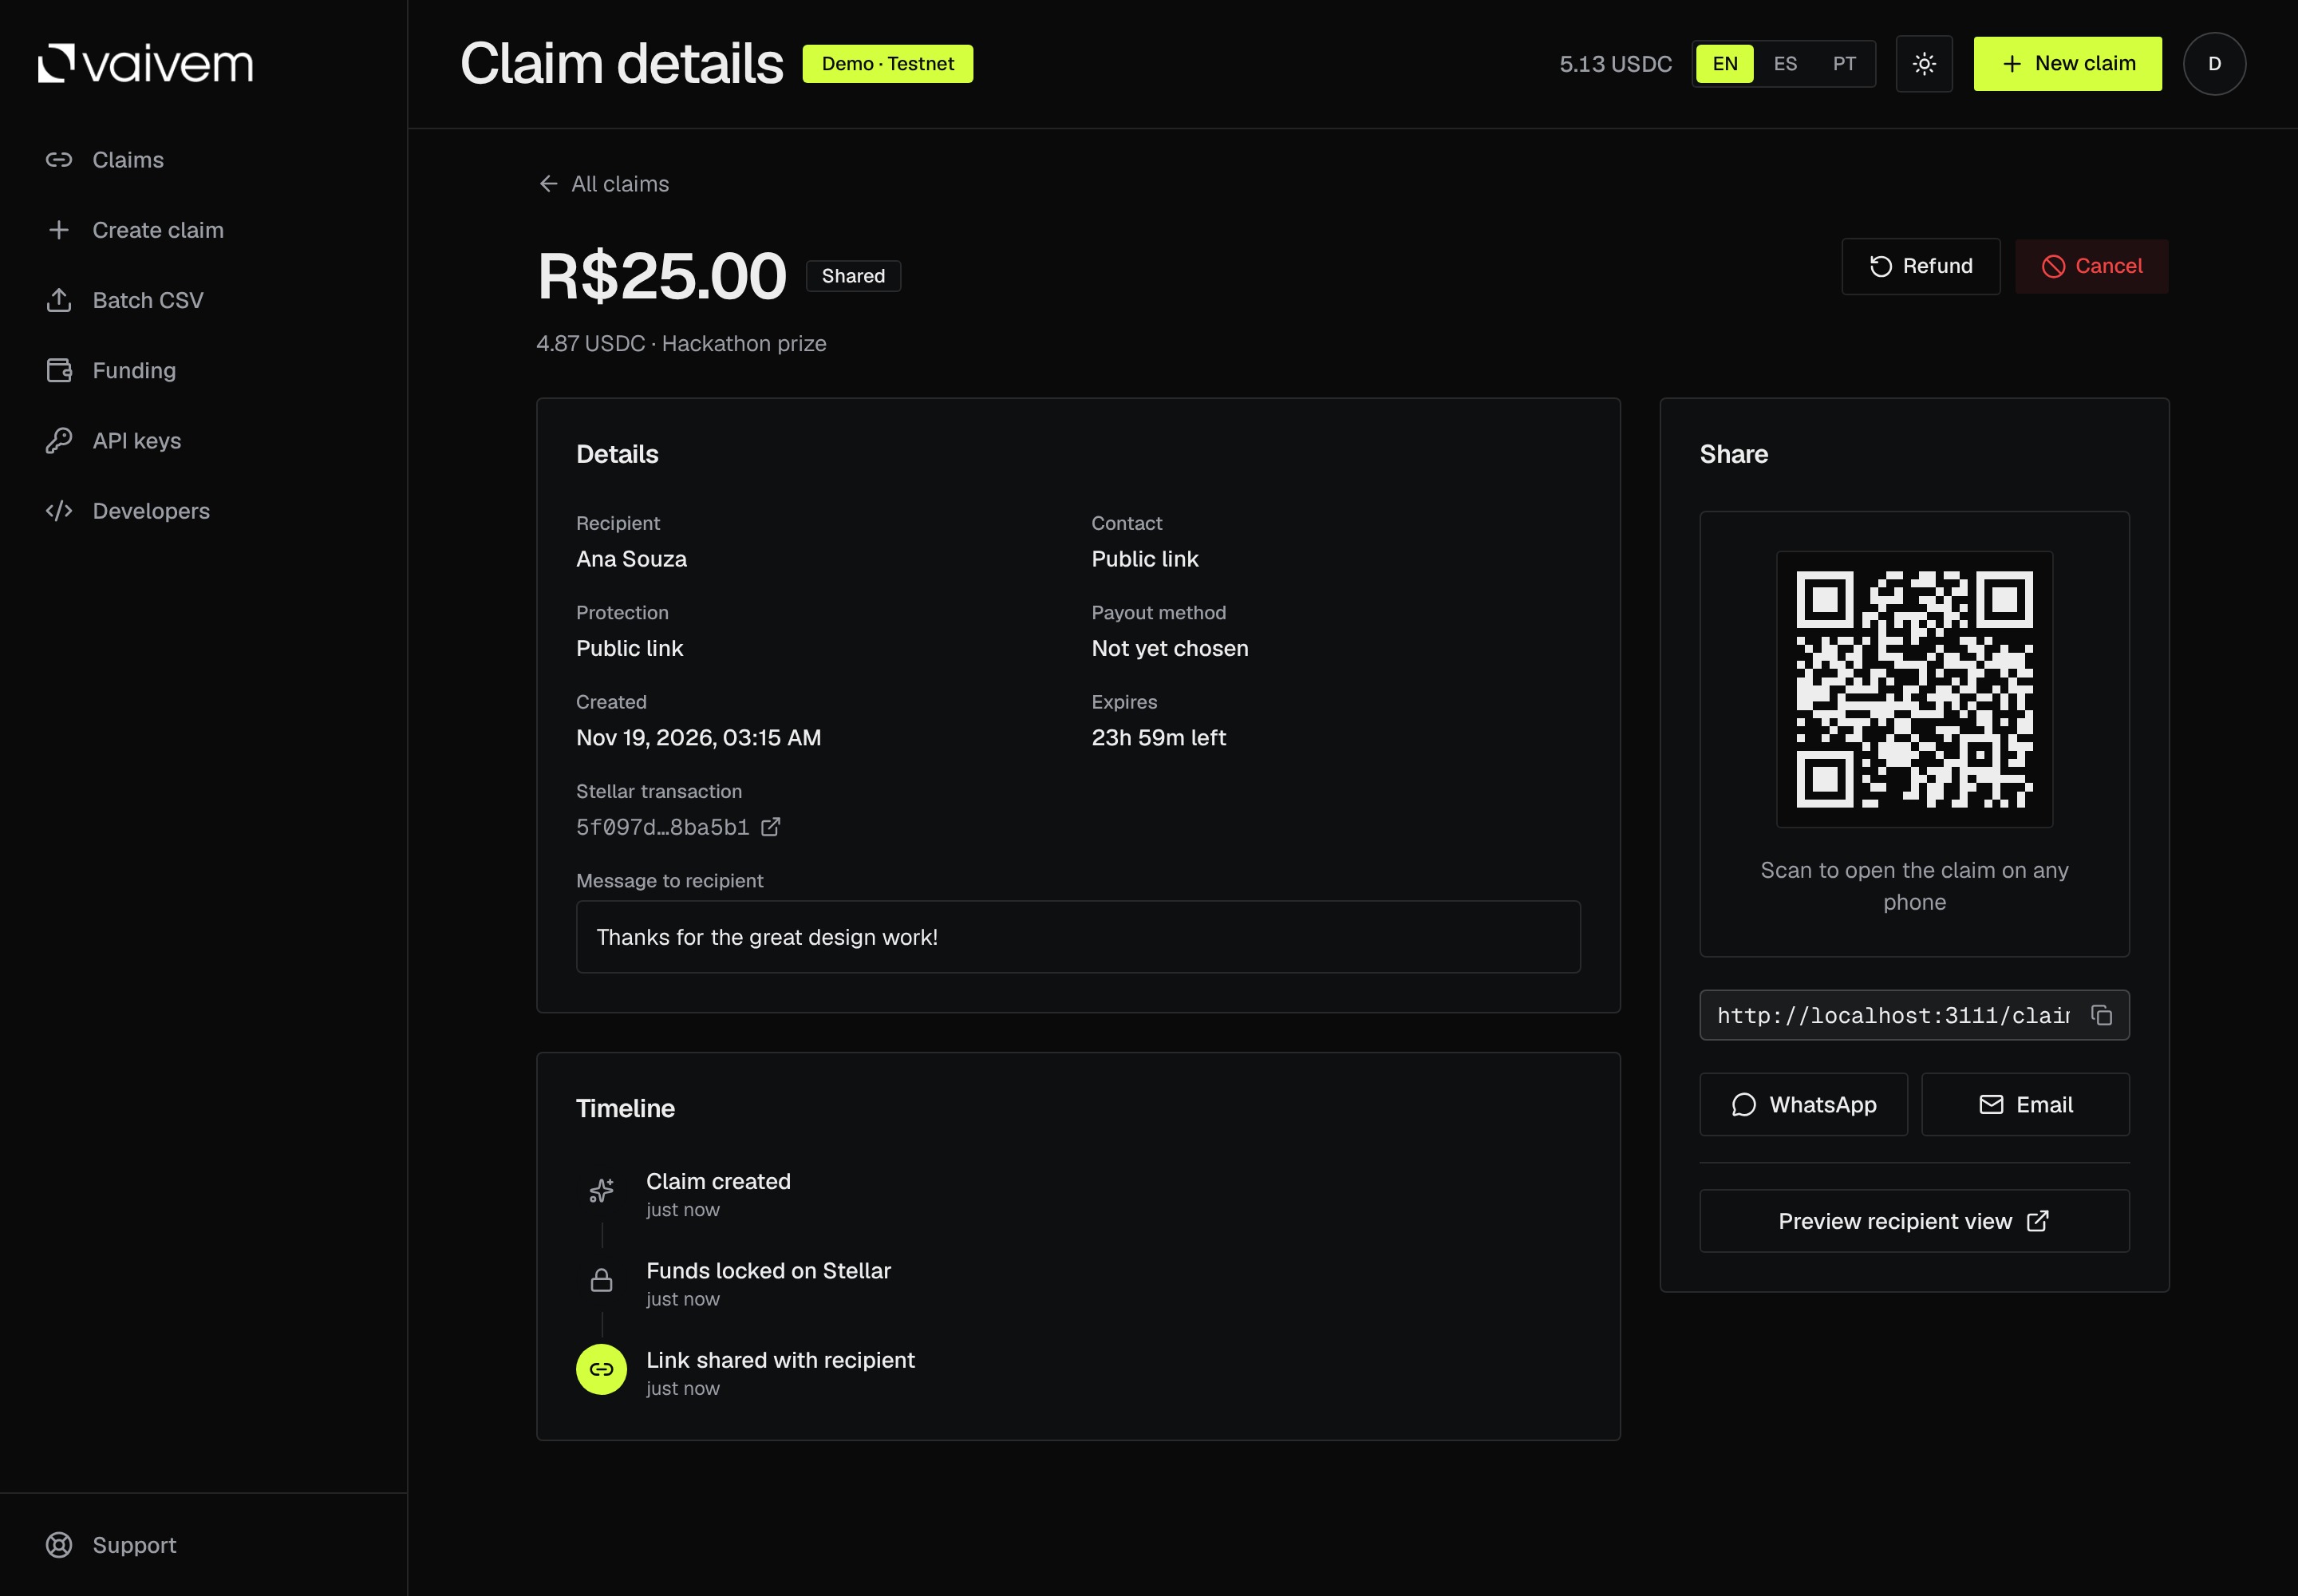 vaivem
Claims
Create claim
Batch CSV
Funding
API keys
Developers
Support
Claim details
Demo · Testnet
5.13 USDC
EN ES PT
New claim
D
All claims
R$25.00
Shared
4.87 USDC · Hackathon prize
Refund
Cancel
Details
Recipient
Ana Souza
Contact
Public link
Protection
Public link
Payout method
Not yet chosen
Created
Nov 19, 2026, 03:15 AM
Expires
23h 59m left
Stellar transaction
5f097d…8ba5b1
Message to recipient
Thanks for the great design work!
Timeline
Claim created
just now
Funds locked on Stellar
just now
Link shared with recipient
just now
Share
Scan to open the claim on any
phone
http://localhost:3111/clai
WhatsApp
Email
Preview recipient view